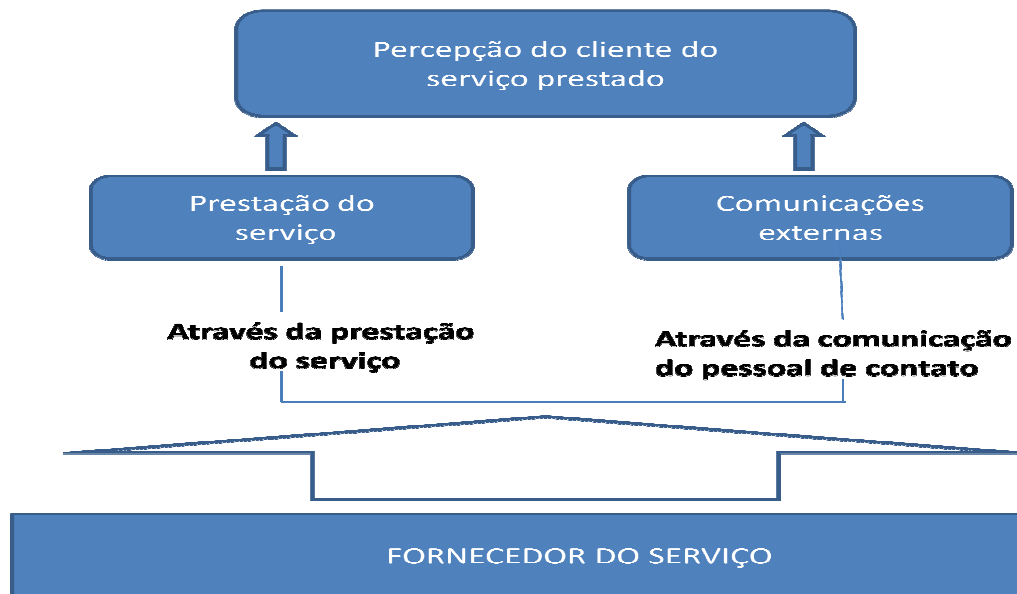 Percepção do cliente do
serviço prestado
Prestação do
serviço
Comunicações
externas
Através da prestação
do serviço
Através da comunicação
do pessoal de contato
FORNECEDOR DO SERVIÇO